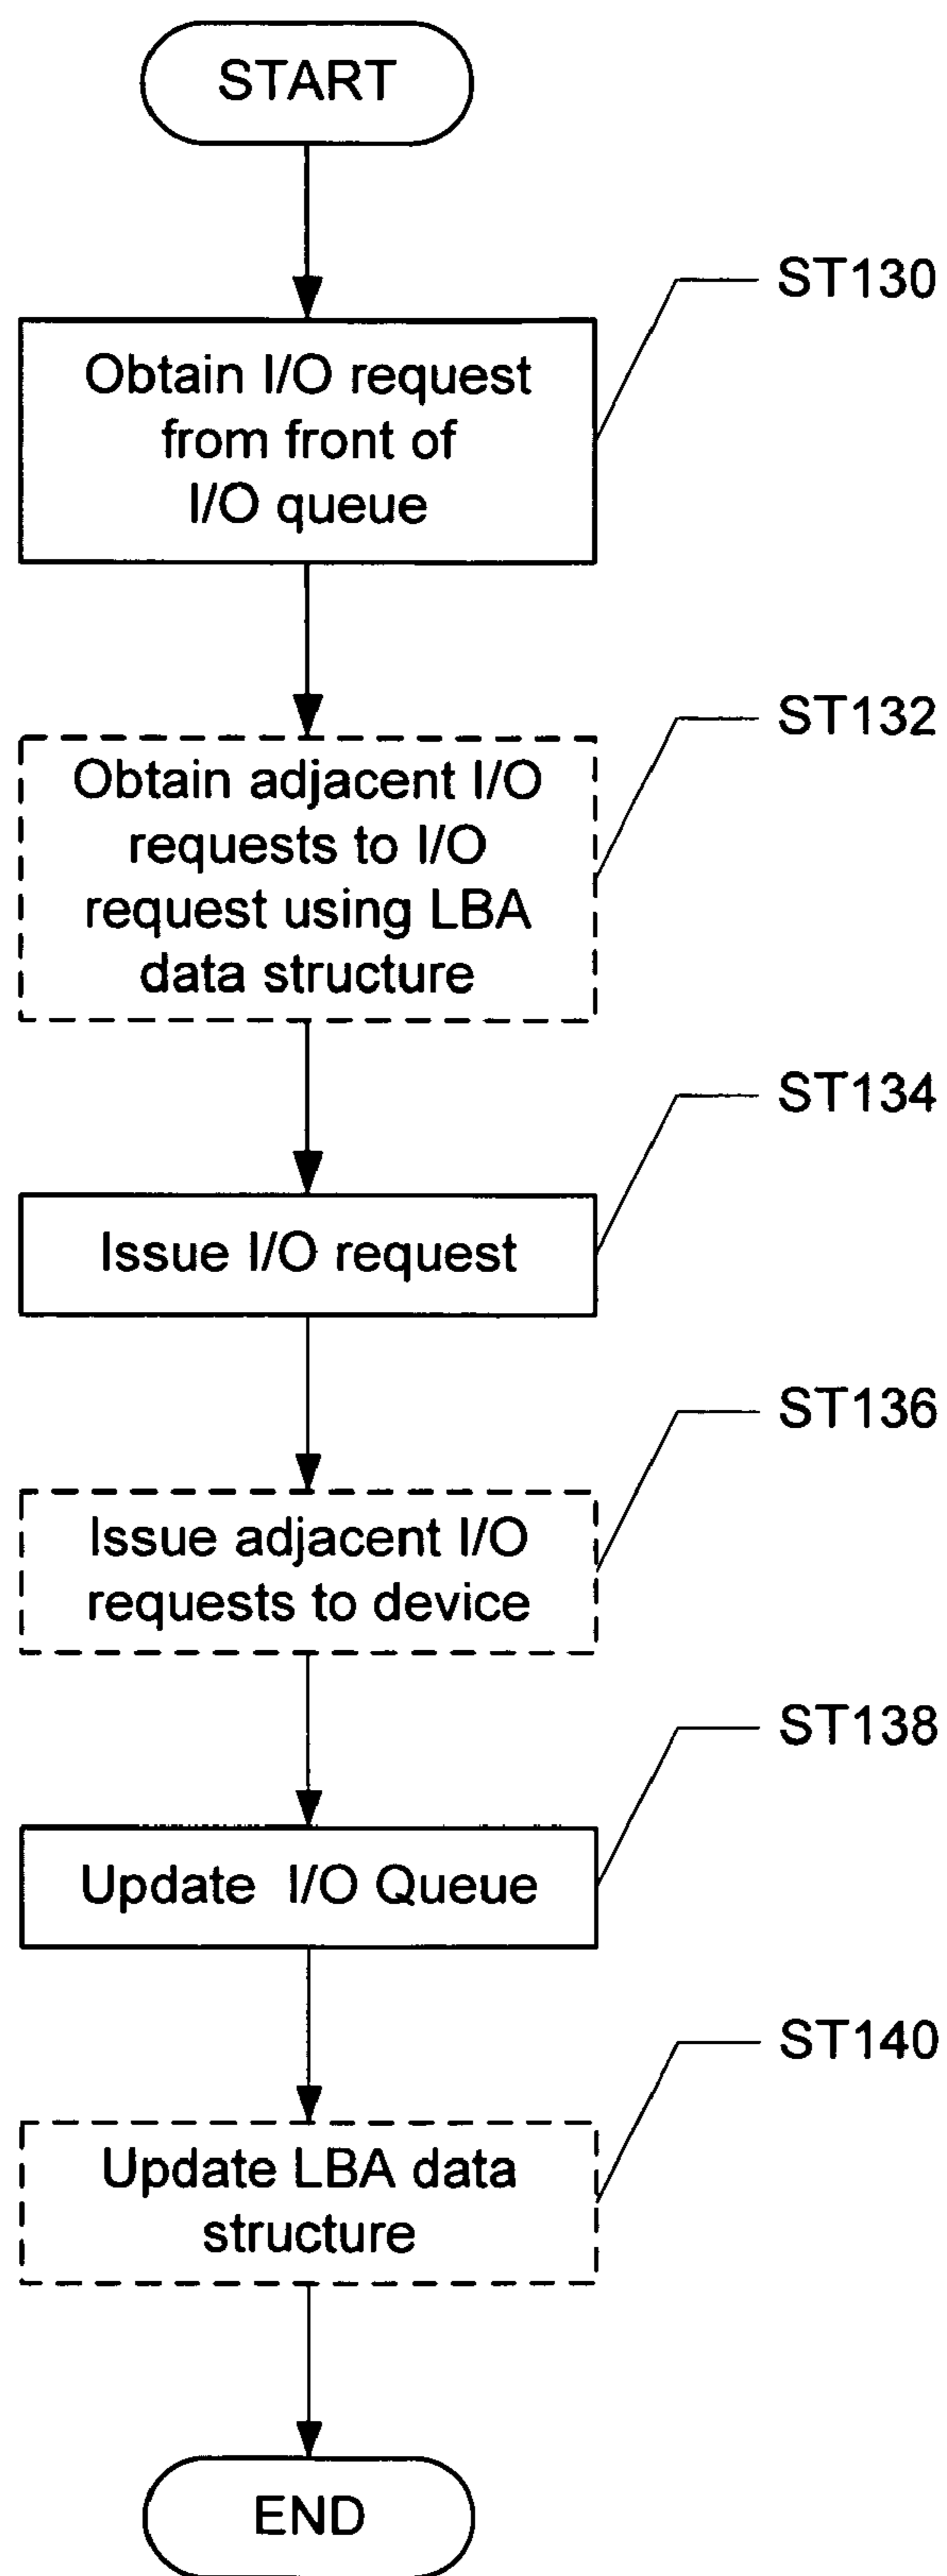 START
ST130
Obtain I/O request
from front of
I/O queue
ST132
Obtain adjacent I/O
requests to I/O
request using LBA
data structure
ST134
Issue I/O request
ST136
Issue adjacent I/O
requests to device
ST138
Update I/O Queue
ST140
Update LBA data
structure
END